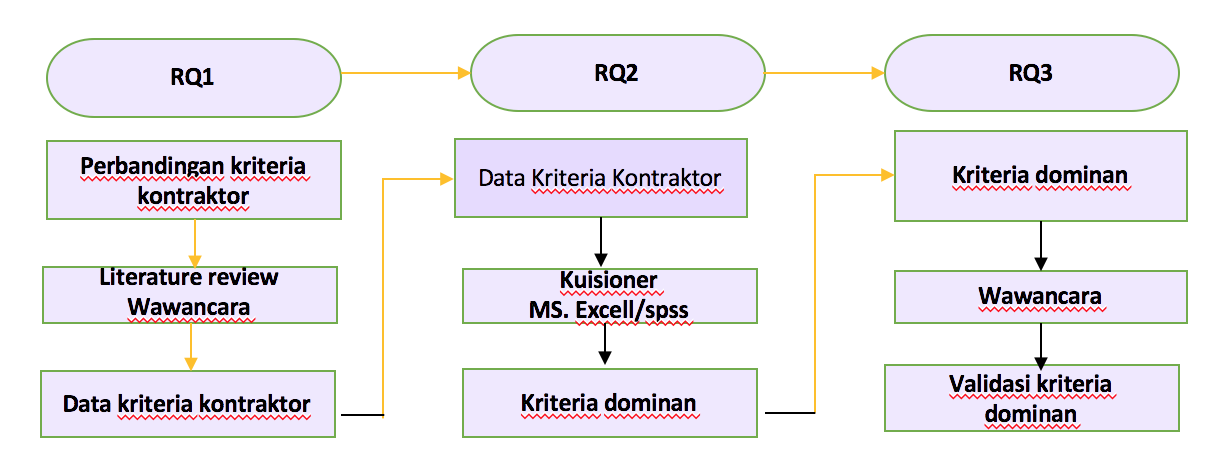 RQ1
Perbandingan kriteria
kontraktor
Literature review
Wawancara
Data kriteria kontraktor
RQ2
Data Kriteria Kontraktor
Kuisioner
MS. Excell/spss
Kriteria dominan
RQ3
Kriteria dominan
Wawancara
Validasi kriteria
dominan